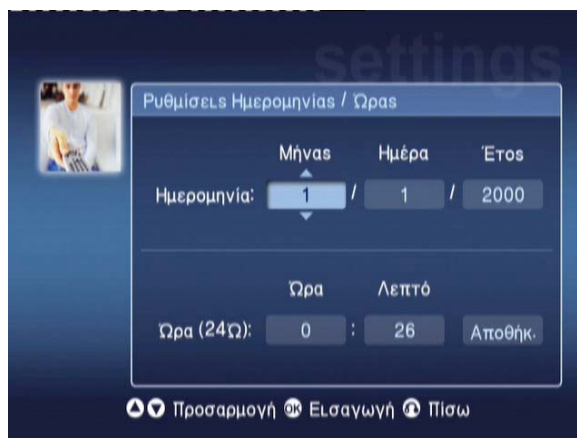 settings
Ρυθμίσεις Ημερομηνίας / Ώρας
Μήνας Ημέρα Έτος
Ημερομηνία: 1 / 1 / 2000
Ώρα Λεπτό
Ώρα (24Ω): 0 : 26 Αποθήκ.
Προσαρμογή OK Εισαγωγή Πίσω